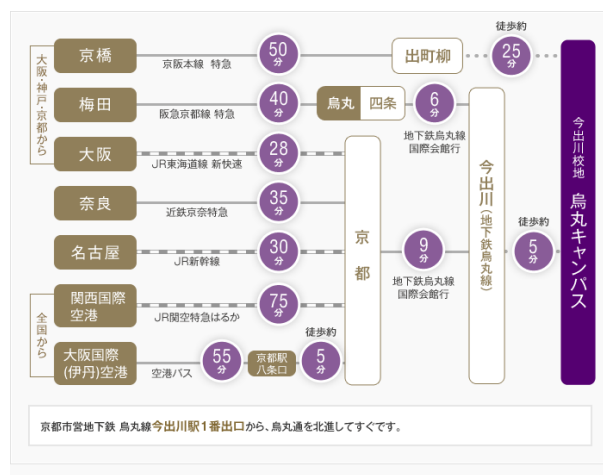 大阪・神戸・京都から
京橋
京阪本線 特急
50分
出町柳
徒歩約
25分
梅田
阪急京都線 特急
40分
烏丸 四条
6分
地下鉄烏丸線
国際会館行
大阪
JR東海道線 新快速
28分
奈良
近鉄京奈特急
35分
名古屋
JR新幹線
30分
全国から
関西国際
空港
JR関空特急はるか
75分
大阪国際
(伊丹)空港
空港バス
55分
京都駅
八条口
徒歩約
5分
京都
9分
地下鉄烏丸線
国際会館行
今出川(地下鉄烏丸線)
徒歩約
5分
今出川校地 烏丸キャンパス
京都市営地下鉄 烏丸線今出川駅1番出口から、烏丸通を北進してすぐです。